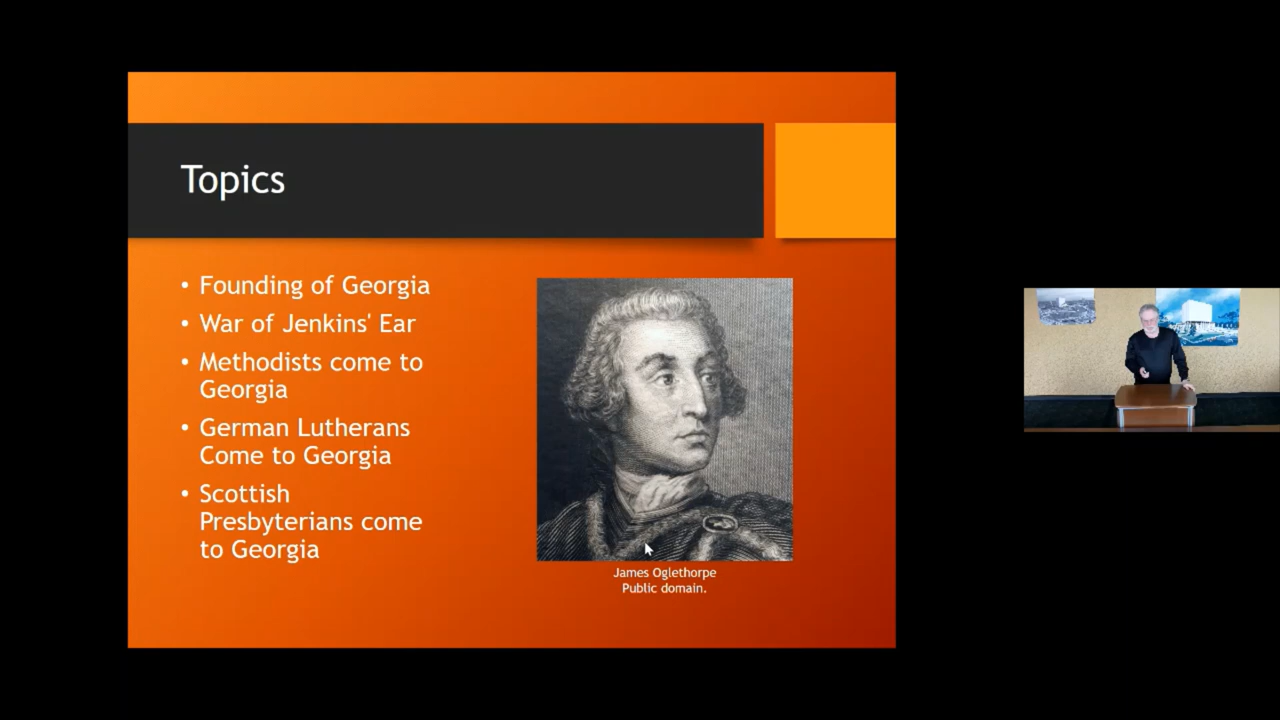 Topics
• Founding of Georgia
• War of Jenkins' Ear
• Methodists come to
Georgia
• German Lutherans
Come to Georgia
• Scottish
Presbyterians come
to Georgia
James Oglethorpe
Public domain.